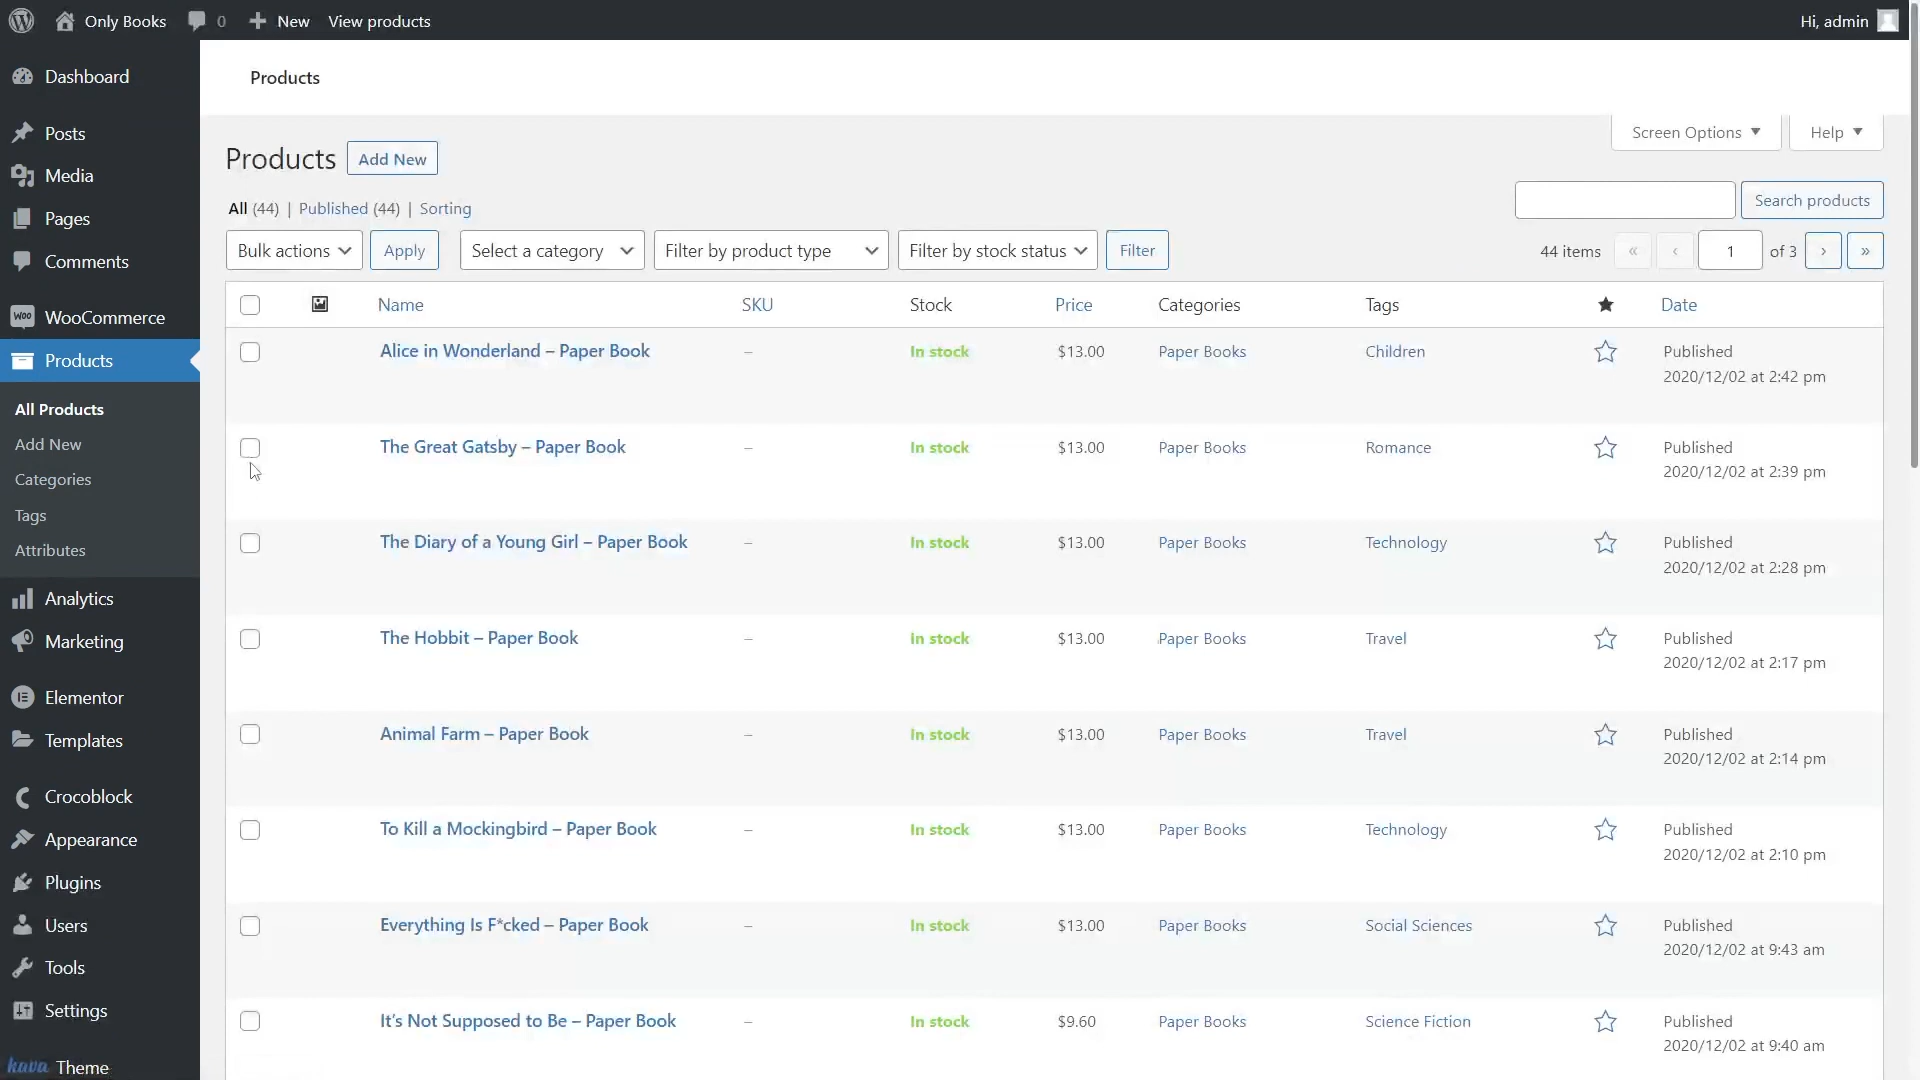 Only Books 0 New View products Hi, admin
Dashboard
Posts
Media
Pages
Comments
WooCommerce
Products
All Products
Add New
Categories
Tags
Attributes
Analytics
Marketing
Elementor
Templates
Crocoblock
Appearance
Plugins
Users
Tools
Settings
kava Theme
Products
Screen Options Help
Products Add New
All (44) | Published (44) | Sorting
Search products
Bulk actions Apply Select a category Filter by product type Filter by stock status Filter
44 items « ‹ 1 of 3 › »
Name SKU Stock Price Categories Tags Date
Alice in Wonderland – Paper Book – In stock $13.00 Paper Books Children Published
2020/12/02 at 2:42 pm
The Great Gatsby – Paper Book – In stock $13.00 Paper Books Romance Published
2020/12/02 at 2:39 pm
The Diary of a Young Girl – Paper Book – In stock $13.00 Paper Books Technology Published
2020/12/02 at 2:28 pm
The Hobbit – Paper Book – In stock $13.00 Paper Books Travel Published
2020/12/02 at 2:17 pm
Animal Farm – Paper Book – In stock $13.00 Paper Books Travel Published
2020/12/02 at 2:14 pm
To Kill a Mockingbird – Paper Book – In stock $13.00 Paper Books Technology Published
2020/12/02 at 2:10 pm
Everything Is F*cked – Paper Book – In stock $13.00 Paper Books Social Sciences Published
2020/12/02 at 9:43 am
It's Not Supposed to Be – Paper Book – In stock $9.60 Paper Books Science Fiction Published
2020/12/02 at 9:40 am